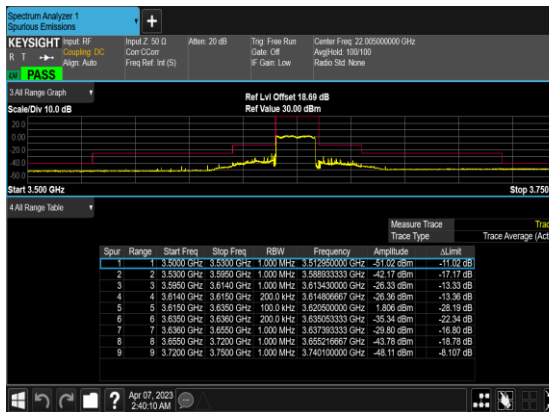 Spectrum Analyzer 1
Spurious Emissions
KEYSIGHT Input: RF Input Z: 50 Ω Atten: 20 dB Trig: Free Run Center Freq: 22.005000000 GHz
R T Coupling: DC Corr CCorr Gate: Off Avg|Hold: 100/100
Align: Auto Freq Ref: Int (S) IF Gain: Low Radio Std: None
PASS
3 All Range Graph
Ref Lvl Offset 18.69 dB
Scale/Div 10.0 dB Ref Value 30.00 dBm
20.0
0.00
-20.0
-40.0
-60.0
Start 3.500 GHz Stop 3.750
4 All Range Table
Measure Trace Trac
Trace Type Trace Average (Act
Spur Range Start Freq Stop Freq RBW Frequency Amplitude ΔLimit
1 1 3.5000 GHz 3.5300 GHz 1.000 MHz 3.512950000 GHz -51.02 dBm -11.02 dB
2 2 3.5300 GHz 3.5950 GHz 1.000 MHz 3.588933333 GHz -42.17 dBm -17.17 dB
3 3 3.5950 GHz 3.6140 GHz 1.000 MHz 3.613430000 GHz -26.33 dBm -13.33 dB
4 4 3.6140 GHz 3.6150 GHz 200.0 kHz 3.614806667 GHz -26.36 dBm -13.36 dB
5 5 3.6150 GHz 3.6350 GHz 100.0 kHz 3.620500000 GHz 1.806 dBm -28.19 dB
6 6 3.6350 GHz 3.6360 GHz 200.0 kHz 3.635053333 GHz -35.34 dBm -22.34 dB
7 7 3.6360 GHz 3.6550 GHz 1.000 MHz 3.637393333 GHz -29.80 dBm -16.80 dB
8 8 3.6550 GHz 3.7200 GHz 1.000 MHz 3.655216667 GHz -43.78 dBm -18.78 dB
9 9 3.7200 GHz 3.7500 GHz 1.000 MHz 3.740100000 GHz -48.11 dBm -8.107 dB
Apr 07, 2023
2:40:10 AM